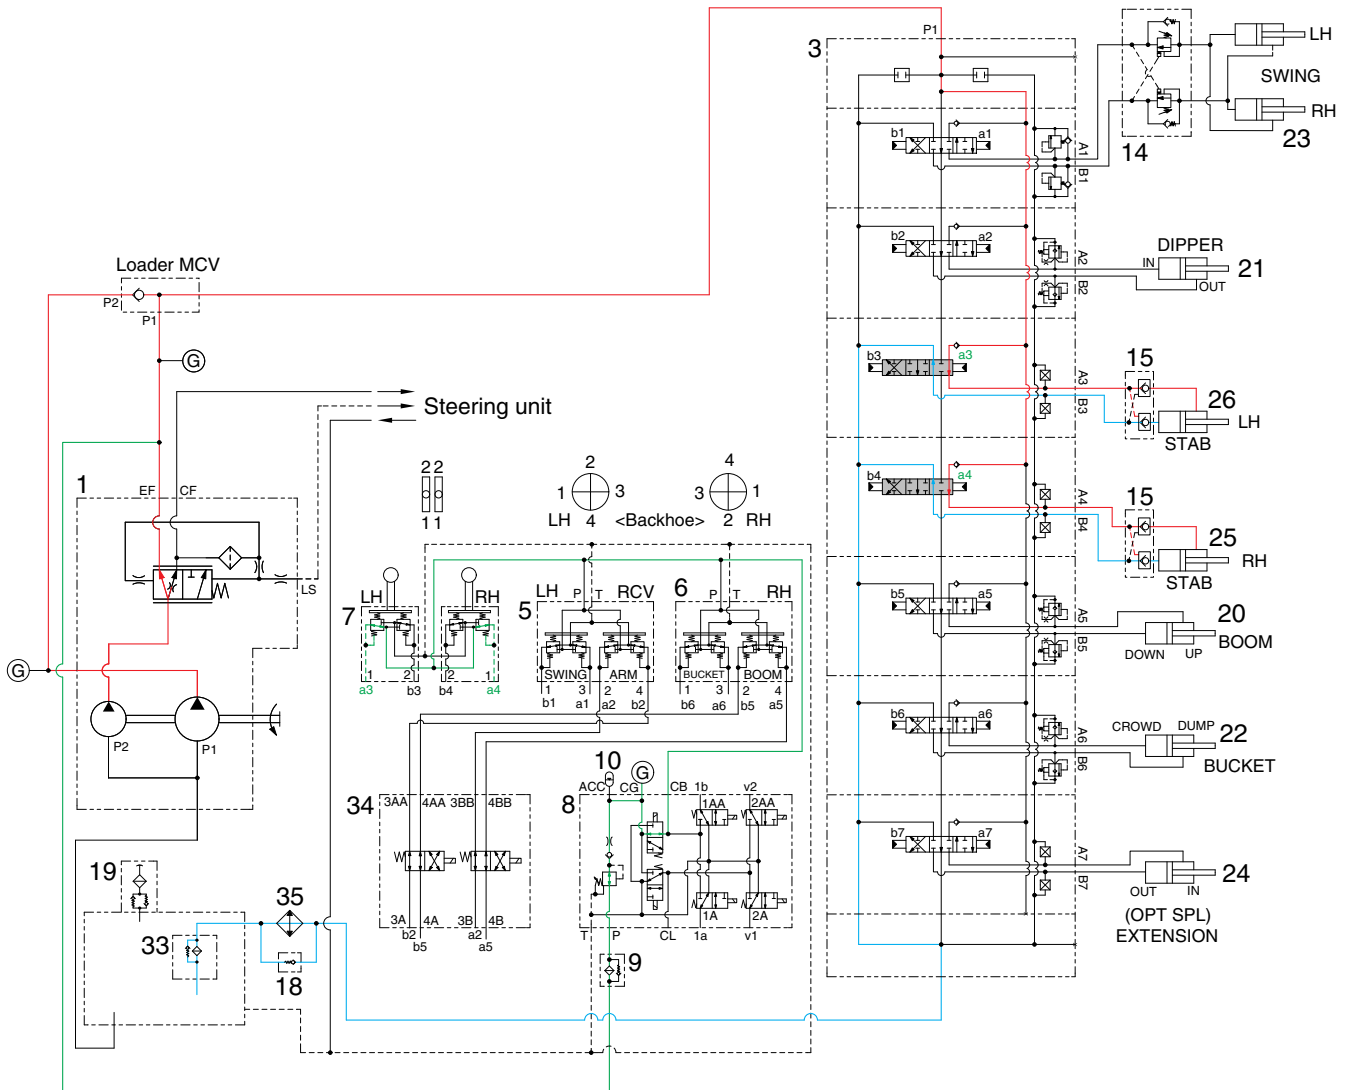 P1
3
LH
SWING
RH
23
14
b1
a1
A1
B1
b2
a2
A2
B2
DIPPER
IN
21
OUT
Loader MCV
P2
P1
G
b3
a3
A3
B3
15
26
LH
STAB
Steering unit
b4
a4
A4
B4
15
25
RH
STAB
1
EF
CF
LS
G
P2
P1
2 2
1 1
2
1
3
4
LH
<Backhoe>
4
3
1
2
RH
7
LH
RH
1
2
2
1
a3
b3
b4
a4
LH
RCV
5
P
T
SWING
ARM
1
3
2
4
b1
a1
a2
b2
6
RH
P
T
BUCKET
BOOM
1
3
2
4
b6
a6
b5
a5
b5
a5
A5
B5
20
BOOM
DOWN
UP
b6
a6
A6
B6
CROWD
DUMP
22
BUCKET
34
3AA
4AA
3BB
4BB
3A
4A
3B
4B
b2
b5
a2
a5
10
G
ACC
CG
CB
1b
v2
8
1AA
2AA
1A
2A
T
P
CL
1a
v1
9
b7
a7
A7
B7
OUT
IN
24
(OPT SPL)
EXTENSION
19
33
35
18